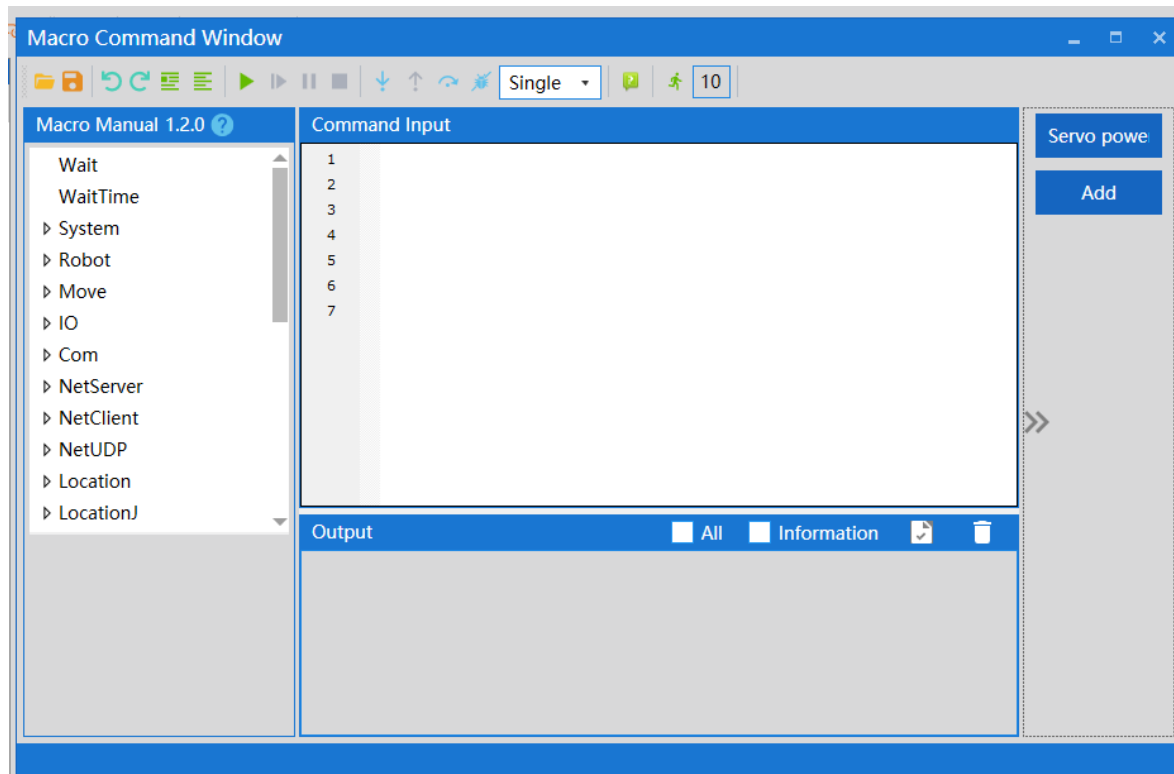 Macro Command Window
Single
10
Macro Manual 1.2.0 ?
Wait
WaitTime
System
Robot
Move
IO
Com
NetServer
NetClient
NetUDP
Location
LocationJ
Command Input
1
2
3
4
5
6
7
Output
All
Information
Servo powe
Add